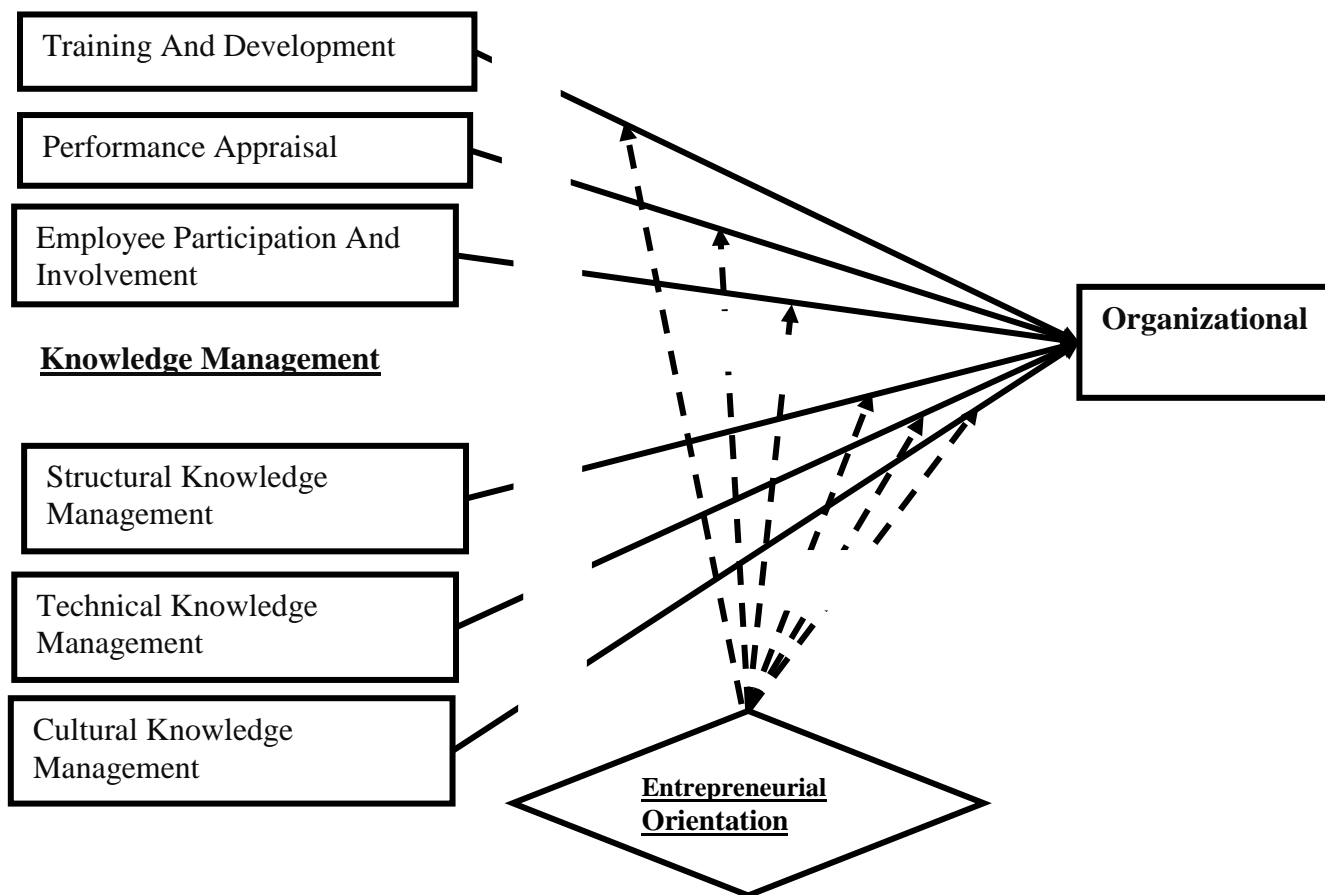 Training And Development
Performance Appraisal
Employee Participation And
Involvement
Knowledge Management
Structural Knowledge
Management
Technical Knowledge
Management
Cultural Knowledge
Management
Organizational
Entrepreneurial
Orientation